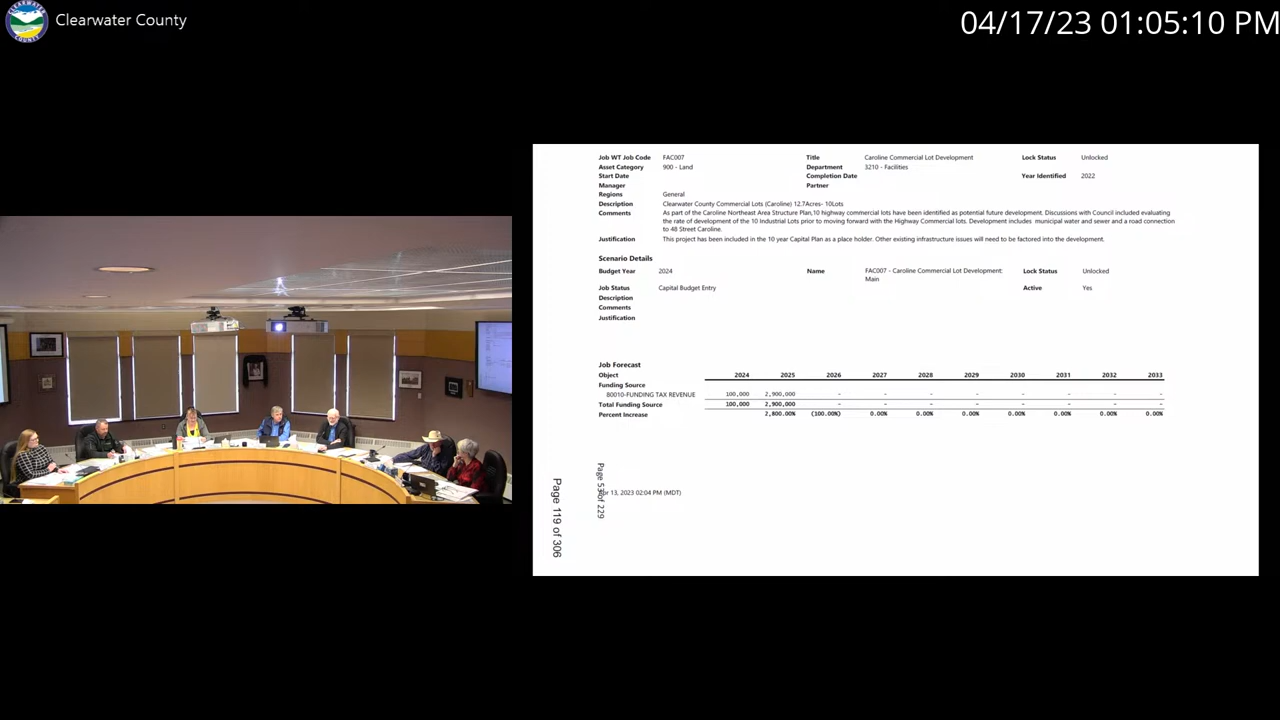 Clearwater County
04/17/23 01:05:10 PM
Job WT Job Code FAC007 Title Caroline Commercial Lot Development Lock Status Unlocked
Asset Category 900 - Land Department 3210 - Facilities
Start Date Completion Date Year Identified 2022
Manager Partner
Regions General
Description Clearwater County Commercial Lots (Caroline) 12.7Acres- 10Lots
Comments As part of the Caroline Northeast Area Structure Plan,10 highway commercial lots have been identified as potential future development. Discussions with Council included evaluating
the rate of development of the 10 Industrial Lots prior to moving forward with the Highway Commercial lots. Development includes municipal water and sewer and a road connection
to 48 Street Caroline.
Justification This project has been included in the 10 year Capital Plan as a place holder. Other existing infrastructure issues will need to be factored into the development.
Scenario Details
Budget Year 2024 Name FAC007 - Caroline Commercial Lot Development: Lock Status Unlocked
Main
Job Status Capital Budget Entry Active Yes
Description
Comments
Justification
Job Forecast
Object 2024 2025 2026 2027 2028 2029 2030 2031 2032 2033
Funding Source
80010-FUNDING TAX REVENUE 100,000 2,900,000 - - - - - - - -
Total Funding Source 100,000 2,900,000 - - - - - - - -
Percent Increase 2,800.00% (100.00%) 0.00% 0.00% 0.00% 0.00% 0.00% 0.00% 0.00%
13, 2023 02:04 PM (MDT)
Page of 229
Page 119 of 306